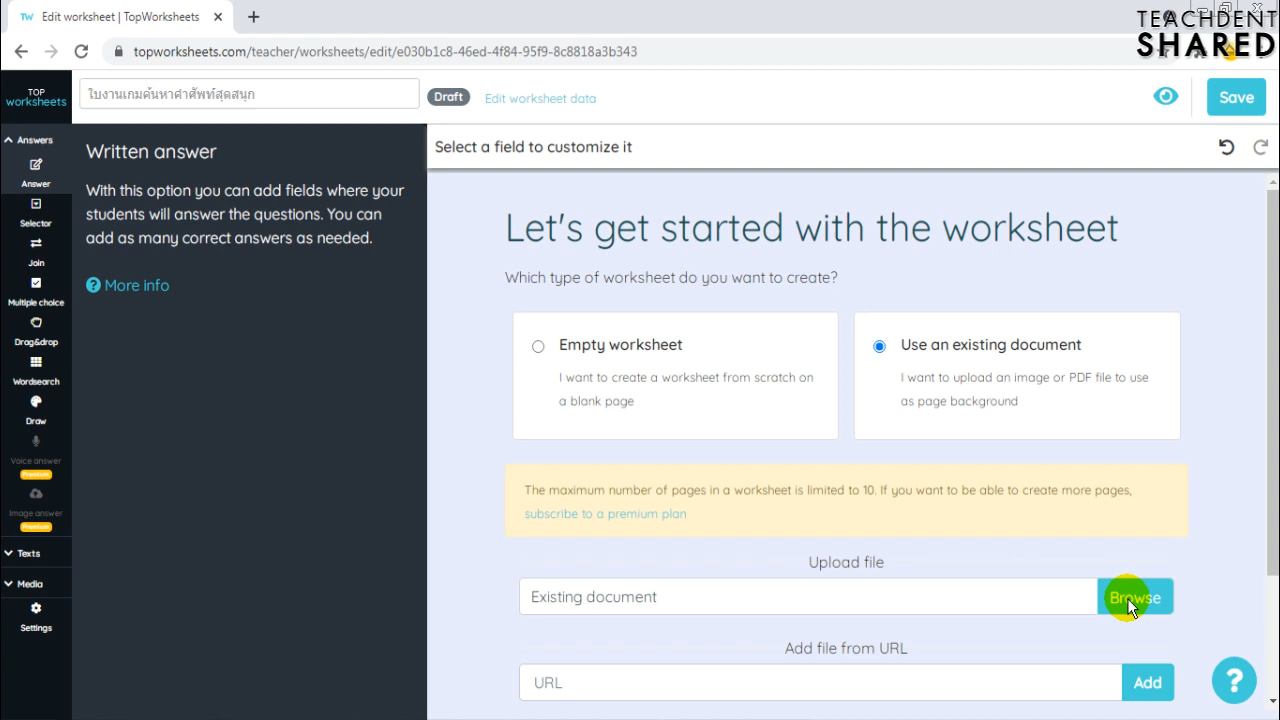 TW Edit worksheet | TopWorksheets
TEACHDENT
SHARED
topworksheets.com/teacher/worksheets/edit/e030b1c8-46ed-4f84-95f9-8c8818a3b343
TOP
worksheets
ใบงานเกมค้นหาคำศัพท์สุดสนุก
Draft
Edit worksheet data
Save
Answers
Answer
Selector
Join
Multiple choice
Drag&drop
Wordsearch
Draw
Voice answer
Premium
Image answer
Premium
Texts
Media
Settings
Written answer
With this option you can add fields where your
students will answer the questions. You can
add as many correct answers as needed.
? More info
Select a field to customize it
Let's get started with the worksheet
Which type of worksheet do you want to create?
Empty worksheet
I want to create a worksheet from scratch on
a blank page
Use an existing document
I want to upload an image or PDF file to use
as page background
The maximum number of pages in a worksheet is limited to 10. If you want to be able to create more pages,
subscribe to a premium plan
Upload file
Existing document
Browse
Add file from URL
URL
Add
?